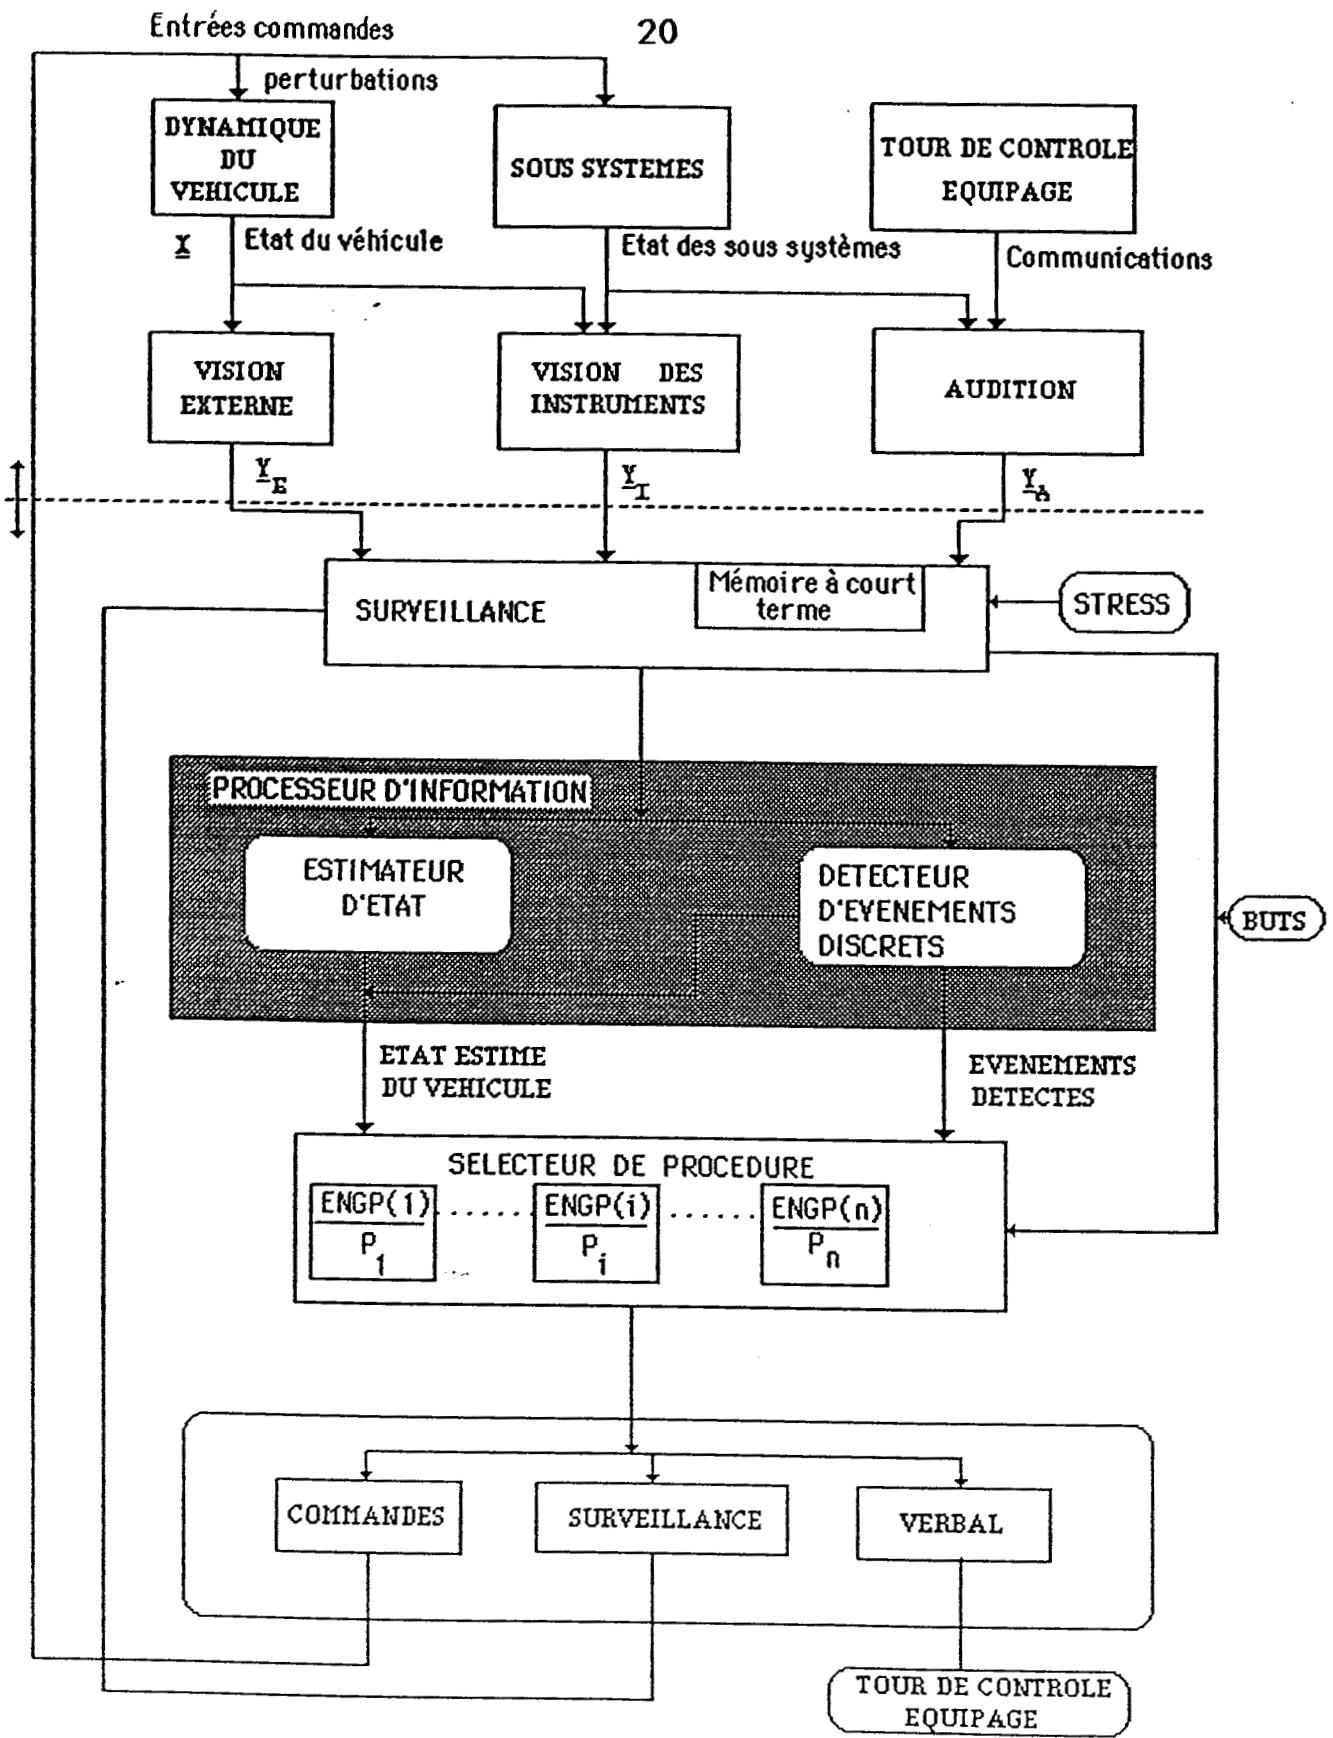 Entrées commandes
20
perturbations
DYNAMIQUE
DU
VEHICULE
SOUS SYSTEMES
TOUR DE CONTROLE
EQUIPAGE
X
Etat du véhicule
Etat des sous systèmes
Communications
VISION
EXTERNE
VISION DES
INSTRUMENTS
AUDITION
Y E
Y I
Y A
SURVEILLANCE
Mémoire à court
terme
STRESS
PROCESSEUR D'INFORMATION
ESTIMATEUR
D'ETAT
DETECTEUR
D'EVENEMENTS
DISCRETS
BUTS
ETAT ESTIME
DU VEHICULE
EVENEMENTS
DETECTES
SELECTEUR DE PROCEDURE
ENGP(1) ....... ENGP(i) ...... ENGP(n)
P1 Pi Pn
COMMANDES
SURVEILLANCE
VERBAL
TOUR DE CONTROLE
EQUIPAGE